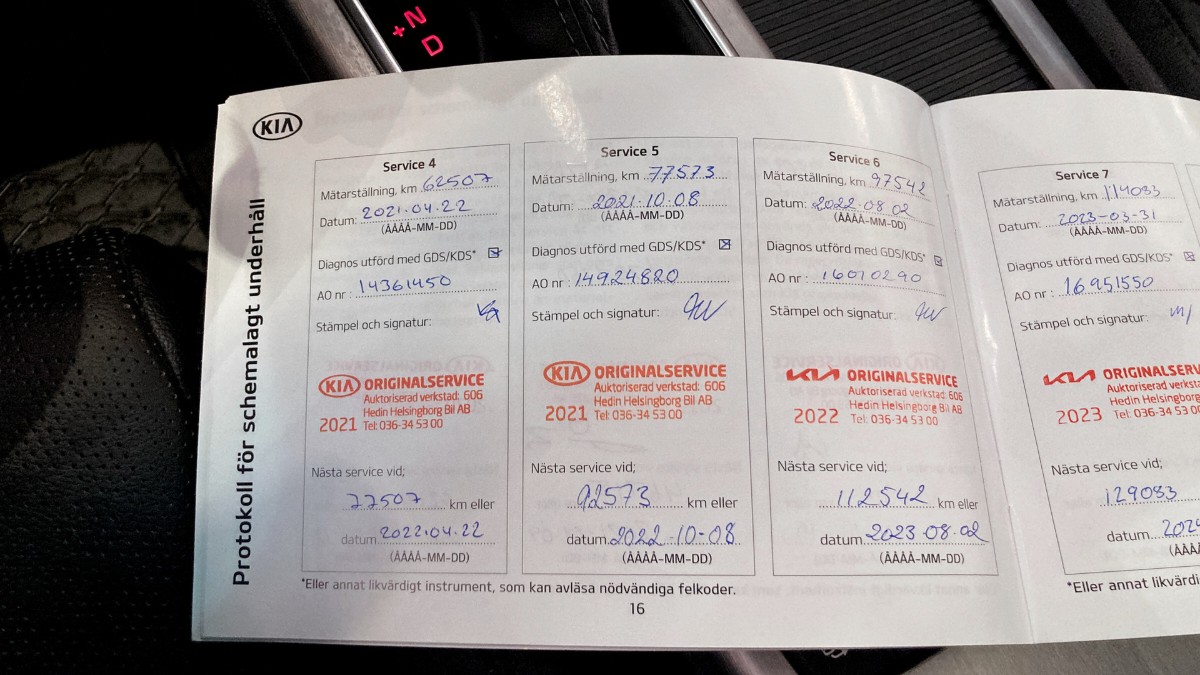 +N
D
KIA
Protokoll för schemalagt underhåll
Service 4
Mätarställning, km 62507
Datum: 2021.04.22
(ÅÅÅÅ-MM-DD)
Diagnos utförd med GDS/KDS*
AO nr : 14361450
Stämpel och signatur:
KIA ORIGINALSERVICE
Auktoriserad verkstad: 606
Hedin Helsingborg Bil AB
2021 Tel: 036-34 53 00
Nästa service vid;
77507 km eller
datum 2022.04.22
(ÅÅÅÅ-MM-DD)
Service 5
Mätarställning, km 77573
Datum: 2021.10.08
(ÅÅÅÅ-MM-DD)
Diagnos utförd med GDS/KDS*
AO nr : 14924820
Stämpel och signatur:
KIA ORIGINALSERVICE
Auktoriserad verkstad: 606
Hedin Helsingborg Bil AB
2021 Tel: 036-34 53 00
Nästa service vid;
92573 km eller
datum 2022.10-08
(ÅÅÅÅ-MM-DD)
Service 6
Mätarställning, km 97542
Datum: 2022.08.02
(ÅÅÅÅ-MM-DD)
Diagnos utförd med GDS/KDS*
AO nr : 16010290
Stämpel och signatur:
KIA ORIGINALSERVICE
Auktoriserad verkstad: 606
Hedin Helsingborg Bil AB
2022 Tel: 036-34 53 00
Nästa service vid;
112542 km eller
datum 2023.08.02
(ÅÅÅÅ-MM-DD)
*Eller annat likvärdigt instrument, som kan avläsa nödvändiga felkoder.
16
Service 7
Mätarställning, km 114083
Datum: 2023-03-31
(ÅÅÅÅ-MM-DD)
Diagnos utförd med GDS/KDS*
AO nr : 16951550
Stämpel och signatur:
KIA ORIGINALSERV
Auktoriserad verksta
Hedin Helsingborg
2023 Tel: 036-34 53 0
Nästa service vid;
129083
datum
(ÅÅ
*Eller annat likvärdi